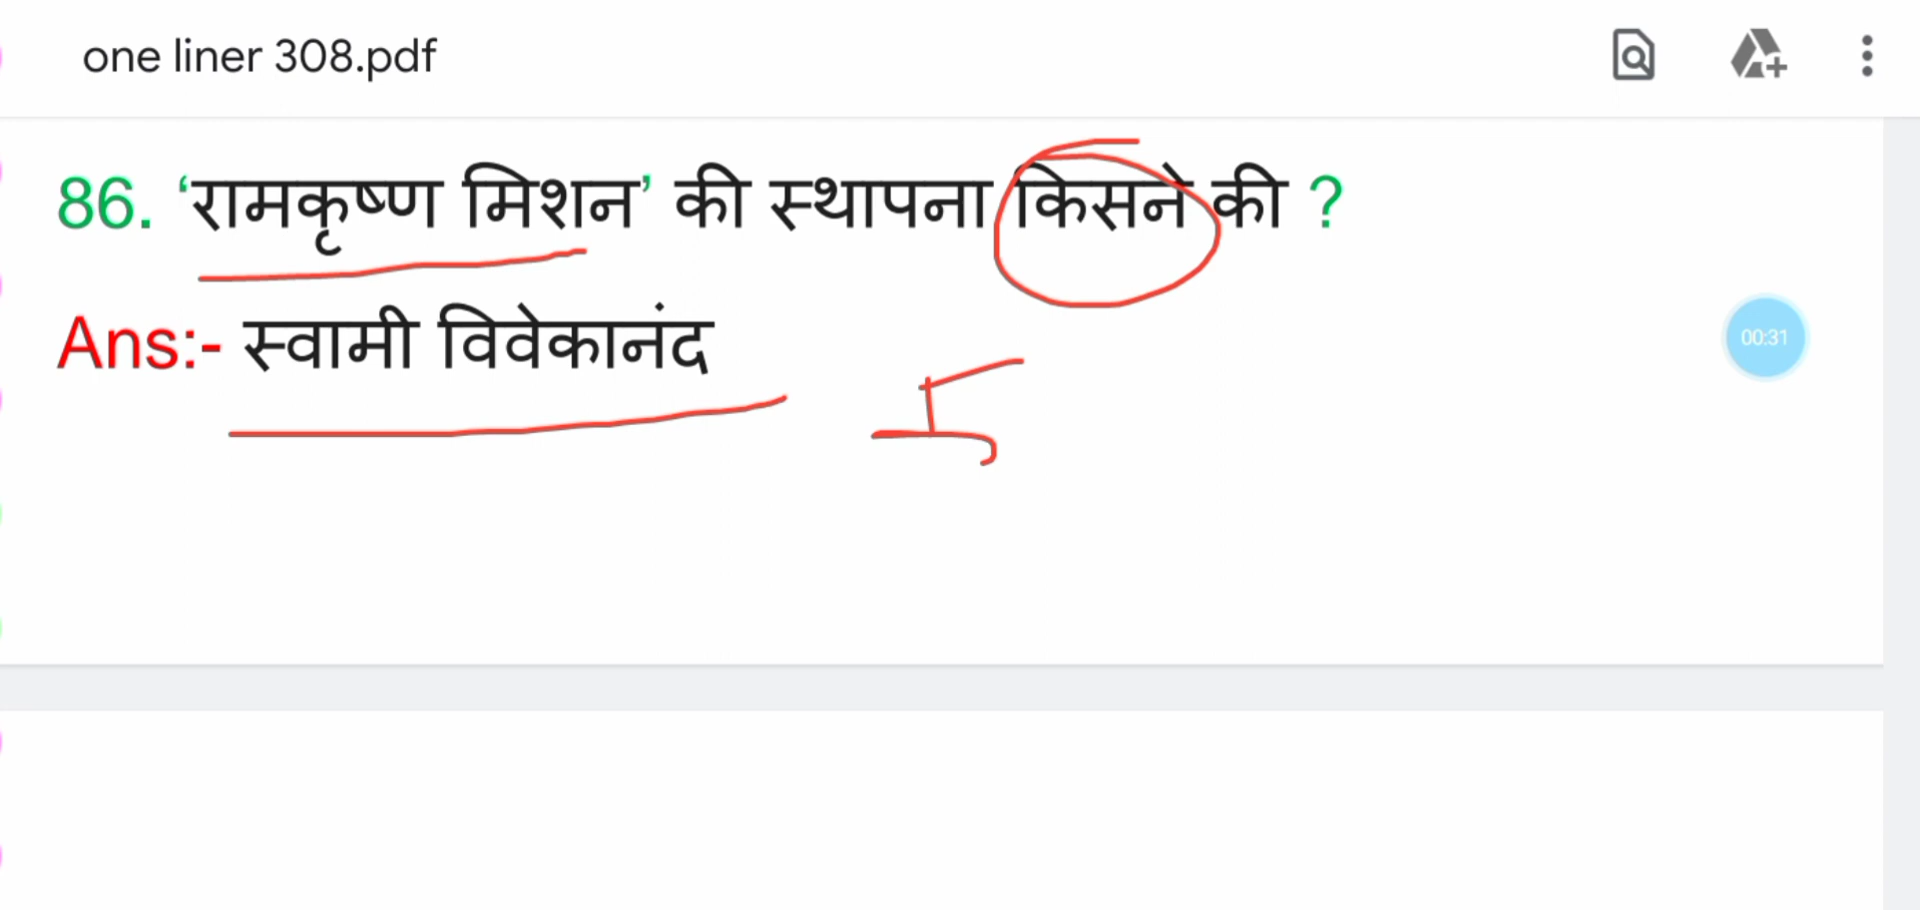 one liner 308.pdf
86. ‘रामकृष्ण मिशन’ की स्थापना किसने की ?
Ans:- स्वामी विवेकानंद
00:31